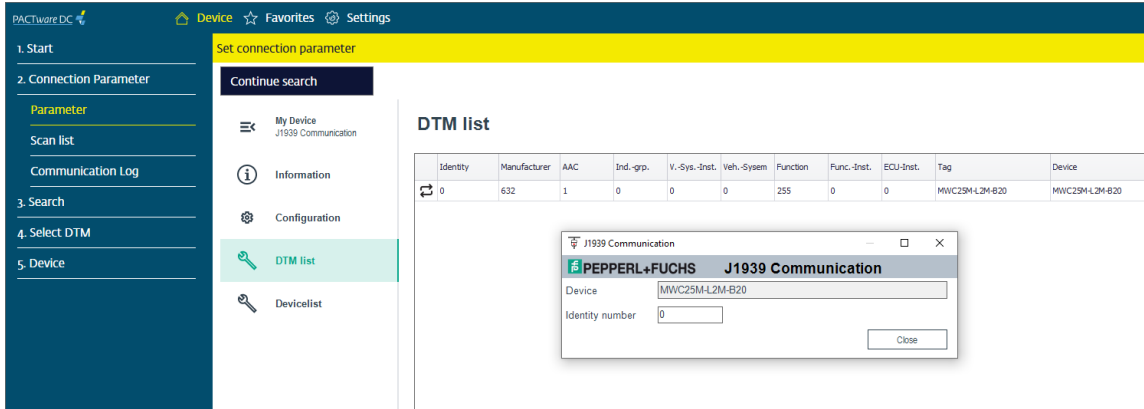 PACTware DC Device Favorites Settings
1. Start
2. Connection Parameter
Parameter
Scan list
Communication Log
3. Search
4. Select DTM
5. Device
Set connection parameter
Continue search
My Device
J1939 Communication
Information
Configuration
DTM list
Devicelist
DTM list
Identity Manufacturer AAC Ind.-grp. V.-Sys.-Inst. Veh.-Sysem Function Func.-Inst. ECU-Inst. Tag Device
0 632 1 0 0 0 255 0 0 MWC25M-L2M-B20 MWC25M-L2M-B20
J1939 Communication
PEPPERL+FUCHS J1939 Communication
Device MWC25M-L2M-B20
Identity number 0
Close